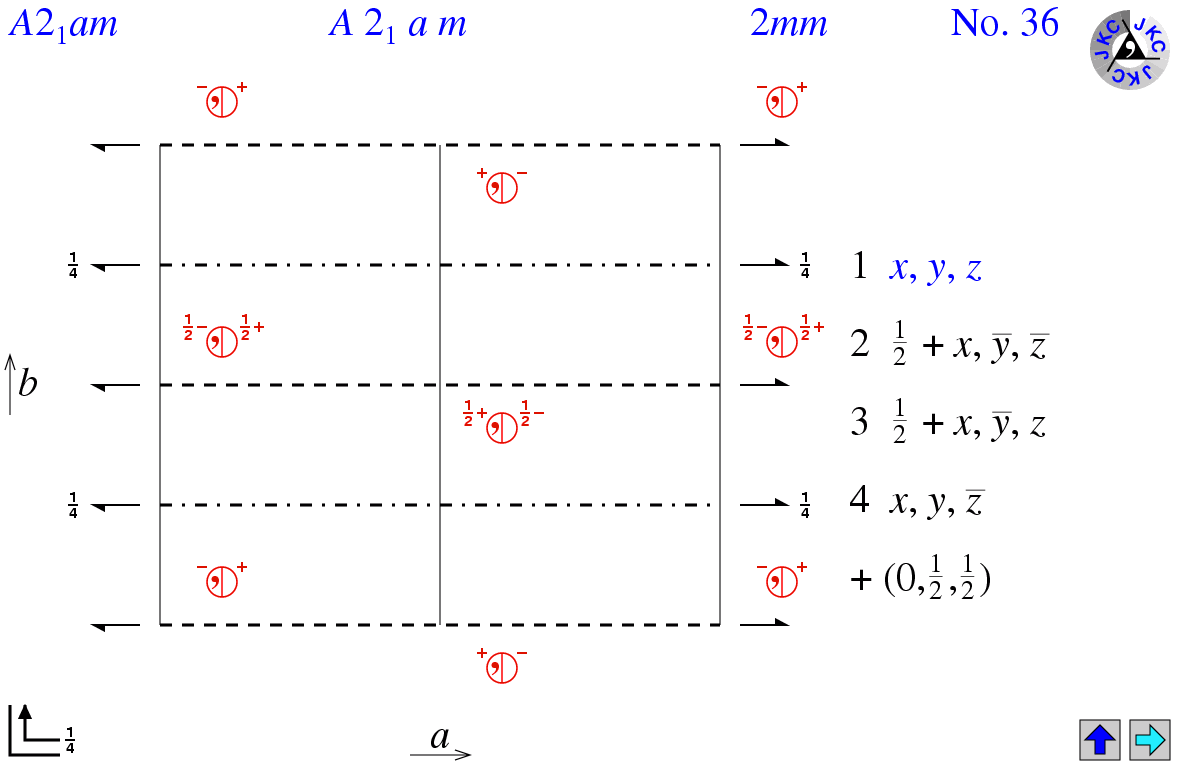 A2₁am A 2₁ a m 2mm No. 36
JKC JKC JKC
− + − +
+ −
1/4 1/4
1 x, y, z
1/2− 1/2+ 1/2− 1/2+
2 1/2 + x, y̅, z̅
b
1/2+ 1/2−
3 1/2 + x, y̅, z
1/4 1/4
4 x, y, z̅
− + − +
+ (0,1/2,1/2)
+ −
1/4
a